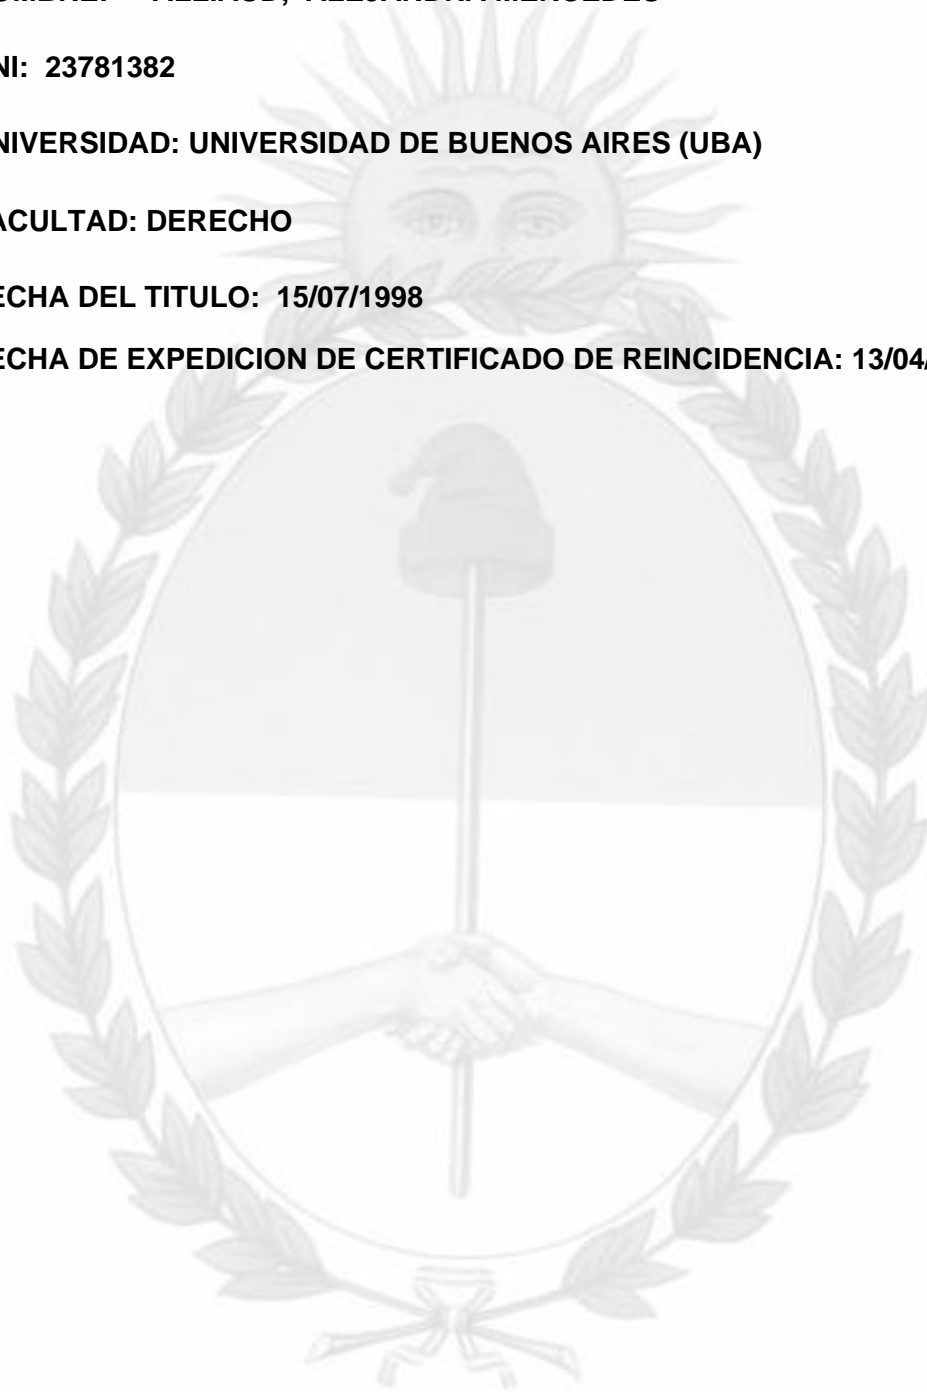 NI: 23781382
NIVERSIDAD: UNIVERSIDAD DE BUENOS AIRES (UBA)
ACULTAD: DERECHO
ECHA DEL TITULO: 15/07/1998
ECHA DE EXPEDICION DE CERTIFICADO DE REINCIDENCIA: 13/04/